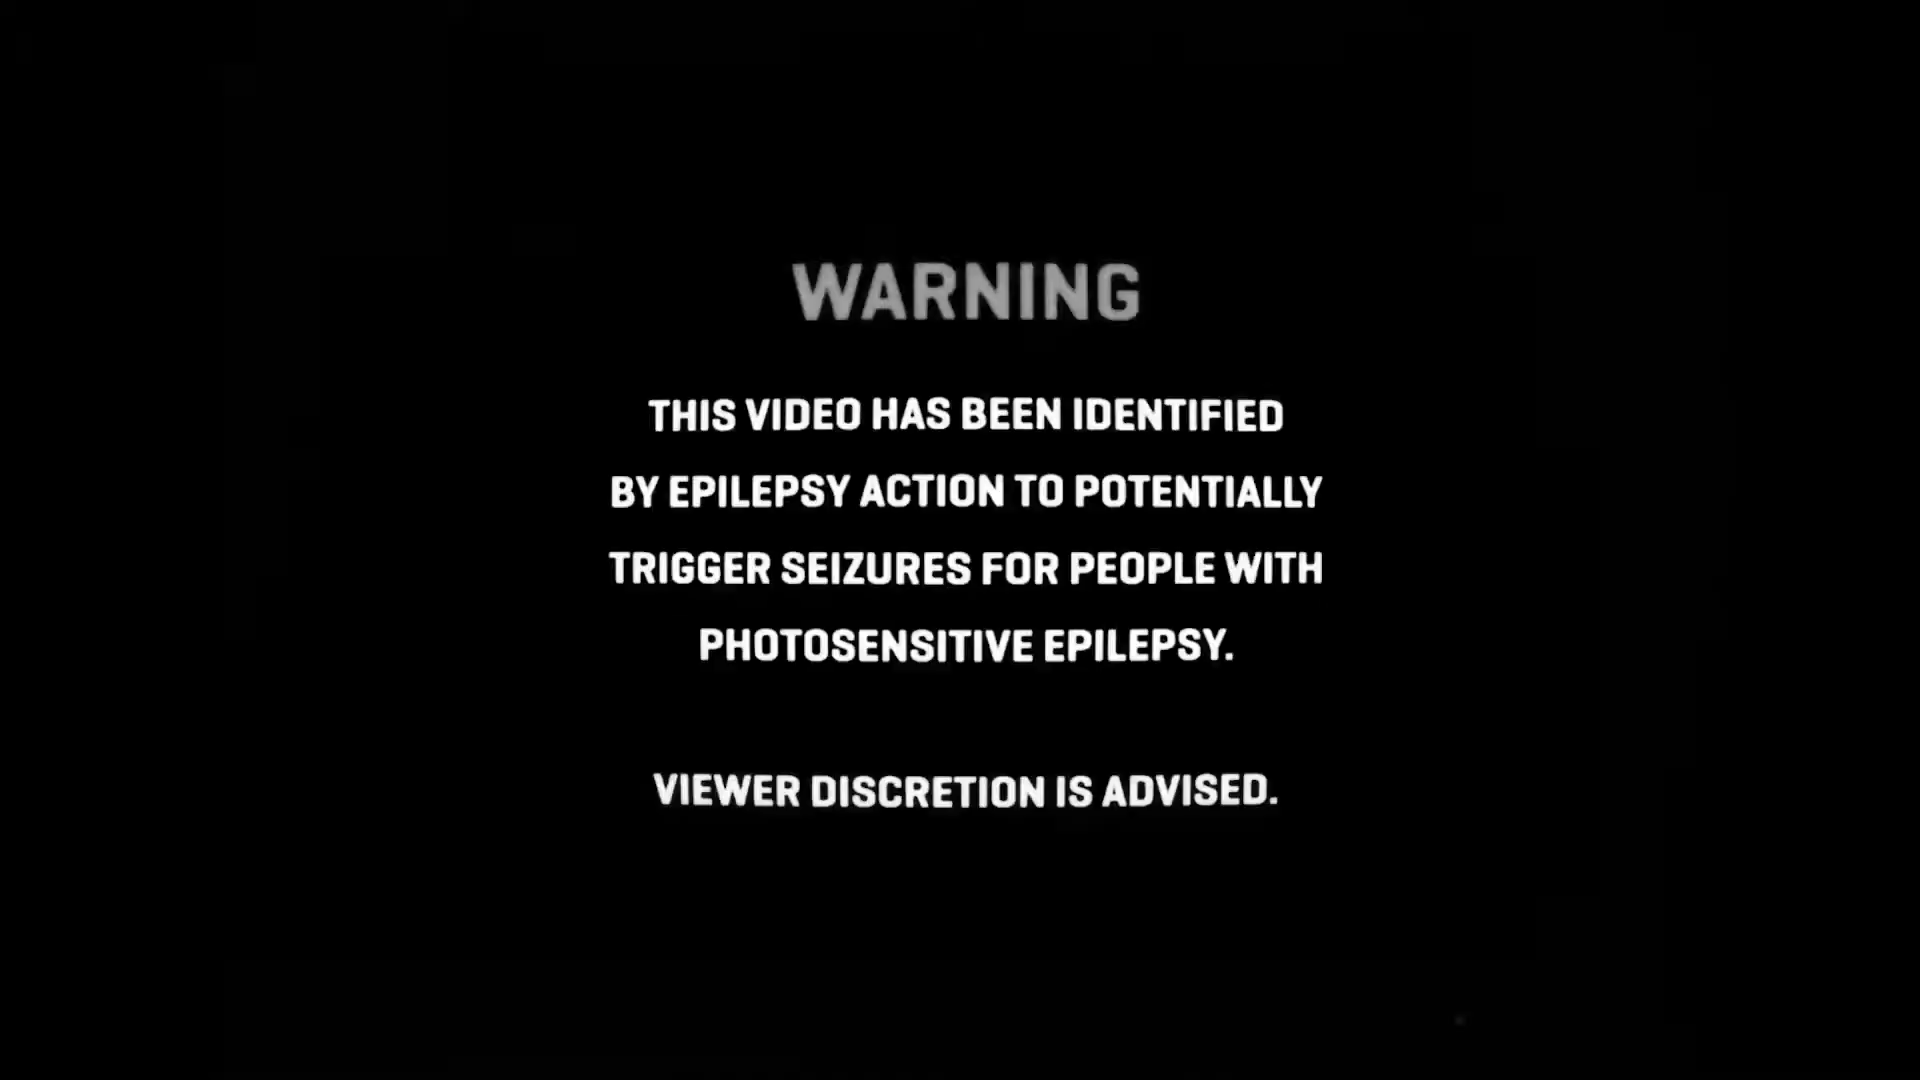 WARNING
THIS VIDEO HAS BEEN IDENTIFIED
BY EPILEPSY ACTION TO POTENTIALLY
TRIGGER SEIZURES FOR PEOPLE WITH
PHOTOSENSITIVE EPILEPSY.
VIEWER DISCRETION IS ADVISED.